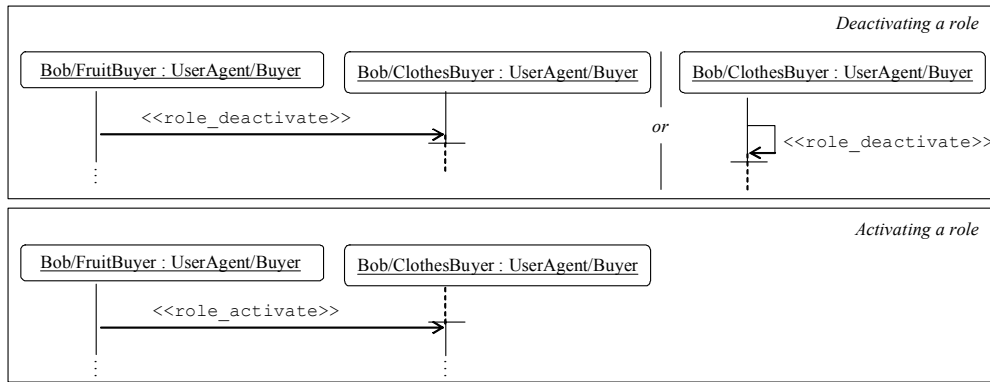 Deactivating a role
Bob/FruitBuyer : UserAgent/Buyer
Bob/ClothesBuyer : UserAgent/Buyer
Bob/ClothesBuyer : UserAgent/Buyer
<<role_deactivate>>
or
<<role_deactivate>>
Activating a role
Bob/FruitBuyer : UserAgent/Buyer
Bob/ClothesBuyer : UserAgent/Buyer
<<role_activate>>